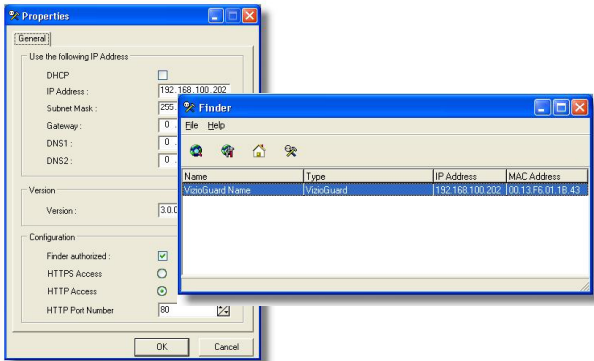 Properties
General
Use the following IP Address
DHCP
IP Address : 192.168.100.202
Subnet Mask : 255.
Gateway : 0 .
DNS1 : 0 .
DNS2 : 0 .
Version
Version : 3.0.0
Configuration
Finder authorized :
HTTPS Access
HTTP Access
HTTP Port Number 80
OK Cancel
Finder
File Help
Name Type IP Address MAC Address
VizioGuard Name VizioGuard 192.168.100.202 00.13.F6.01.1B.43